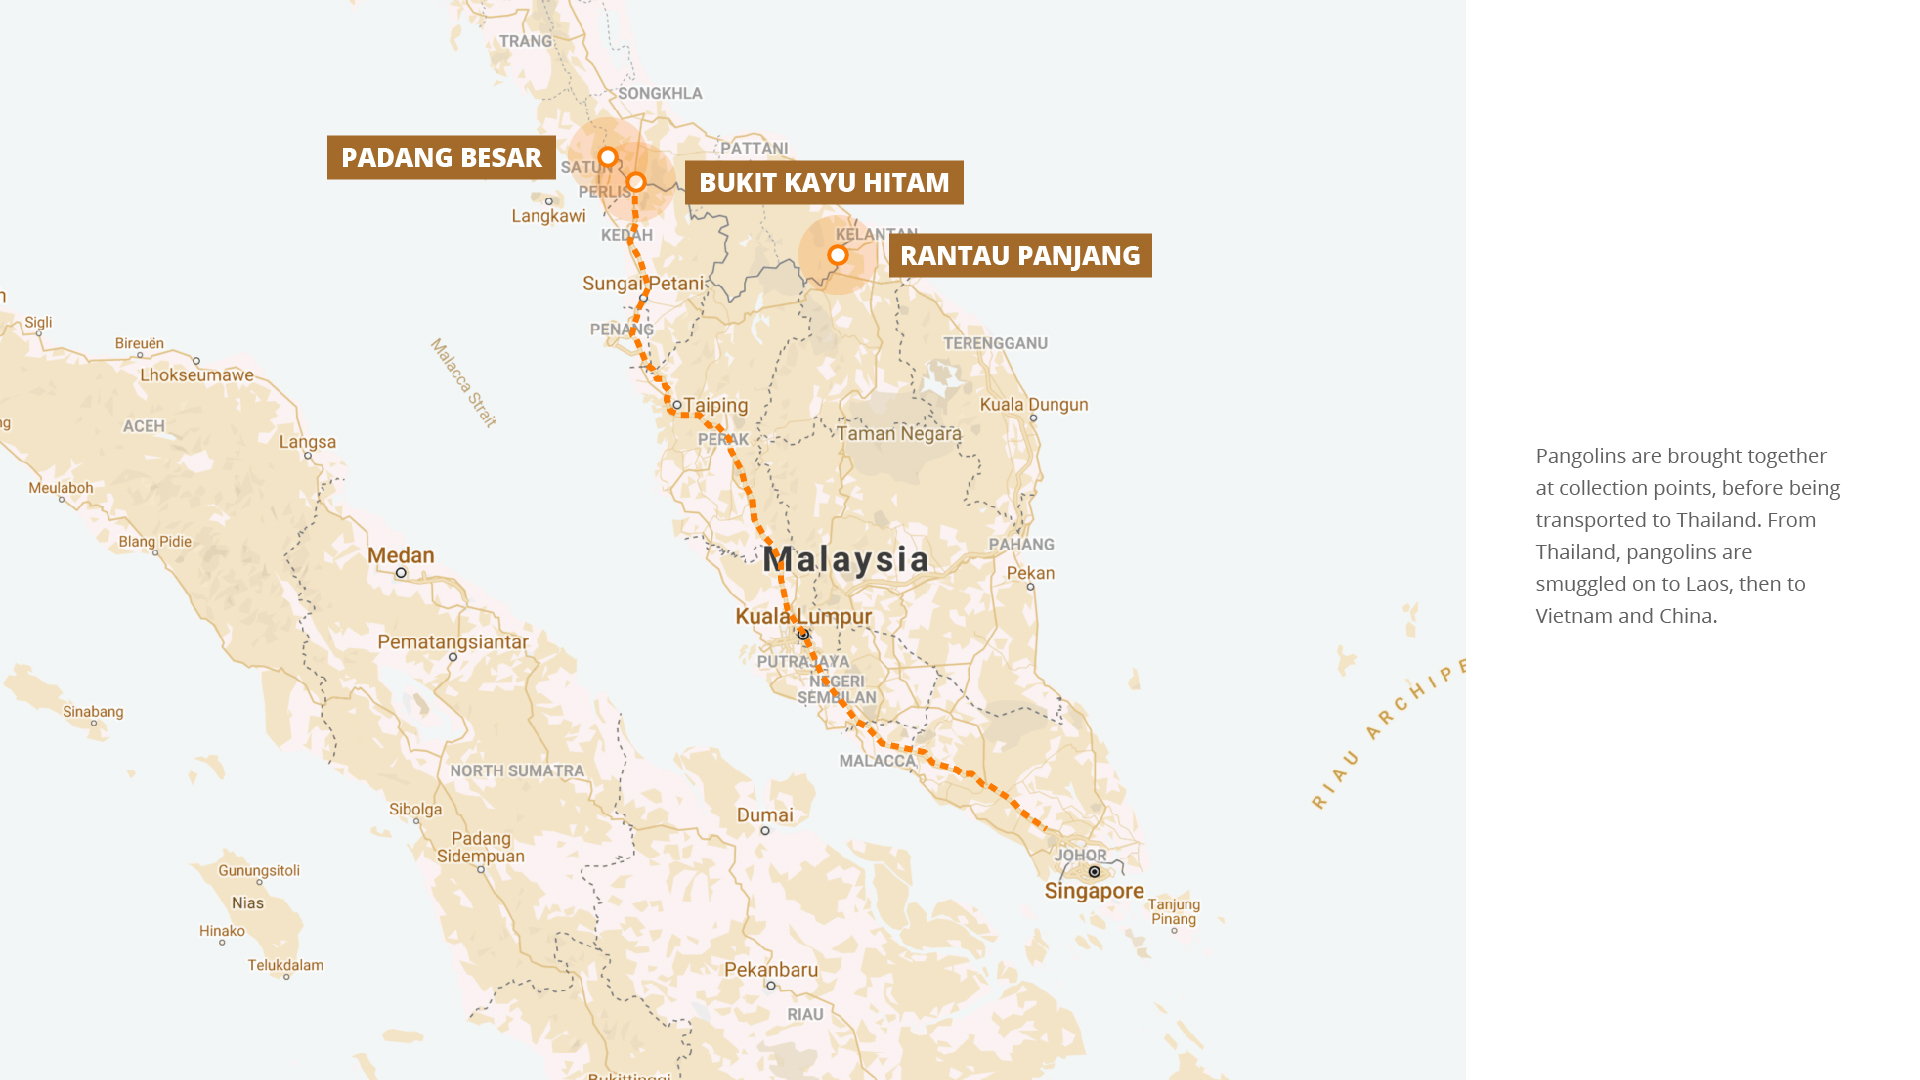 TRANG
SONGKHLA
PADANG BESAR
PATTANI
SATUN
BUKIT KAYU HITAM
PERLIS
Langkawi
KEDAH
KELANTAN
RANTAU PANJANG
Sungai Petani
Sigli
PENANG
Bireuén
TERENGGANU
Lhokseumawe
Malacca Strait
Taiping
Kuala Dungun
ACEH
PERAK
Taman Negara
Langsa
Meulaboh
Blang Pidie
Medan
Malaysia
PAHANG
Pekan
Kuala Lumpur
Pematangsiantar
PUTRAJAYA
NEGERI
SEMBILAN
Sinabang
RIAU ARCHIPE
MALACCA
NORTH SUMATRA
Sibolga
Dumai
Padang
Sidempuan
JOHOR
Singapore
Gunungsitoli
Nias
Tanjung
Pinang
Hinako
Telukdalam
Pekanbaru
RIAU
Bukittinggi
Pangolins are brought together
at collection points, before being
transported to Thailand. From
Thailand, pangolins are
smuggled on to Laos, then to
Vietnam and China.